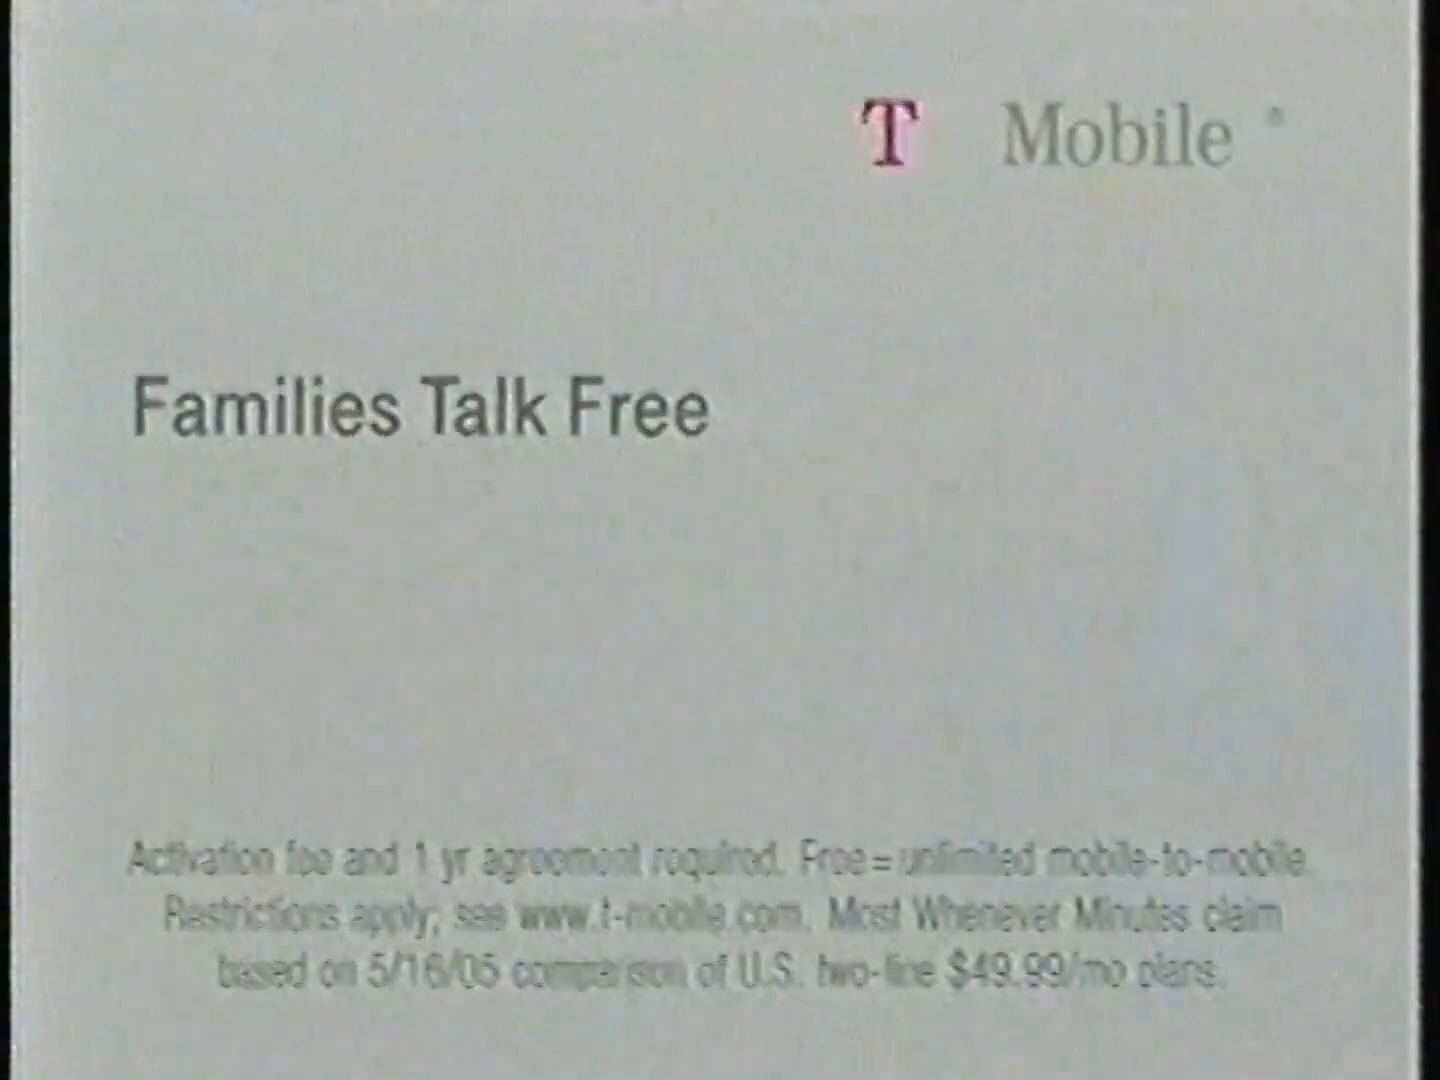 T Mobile ®
Families Talk Free
Activation fee and 1 yr agreement required. Free = unlimited mobile-to-mobile.
Restrictions apply; see www.t-mobile.com. Most Whenever Minutes claim
based on 5/16/05 comparison of U.S. two-line $49.99/mo plans.